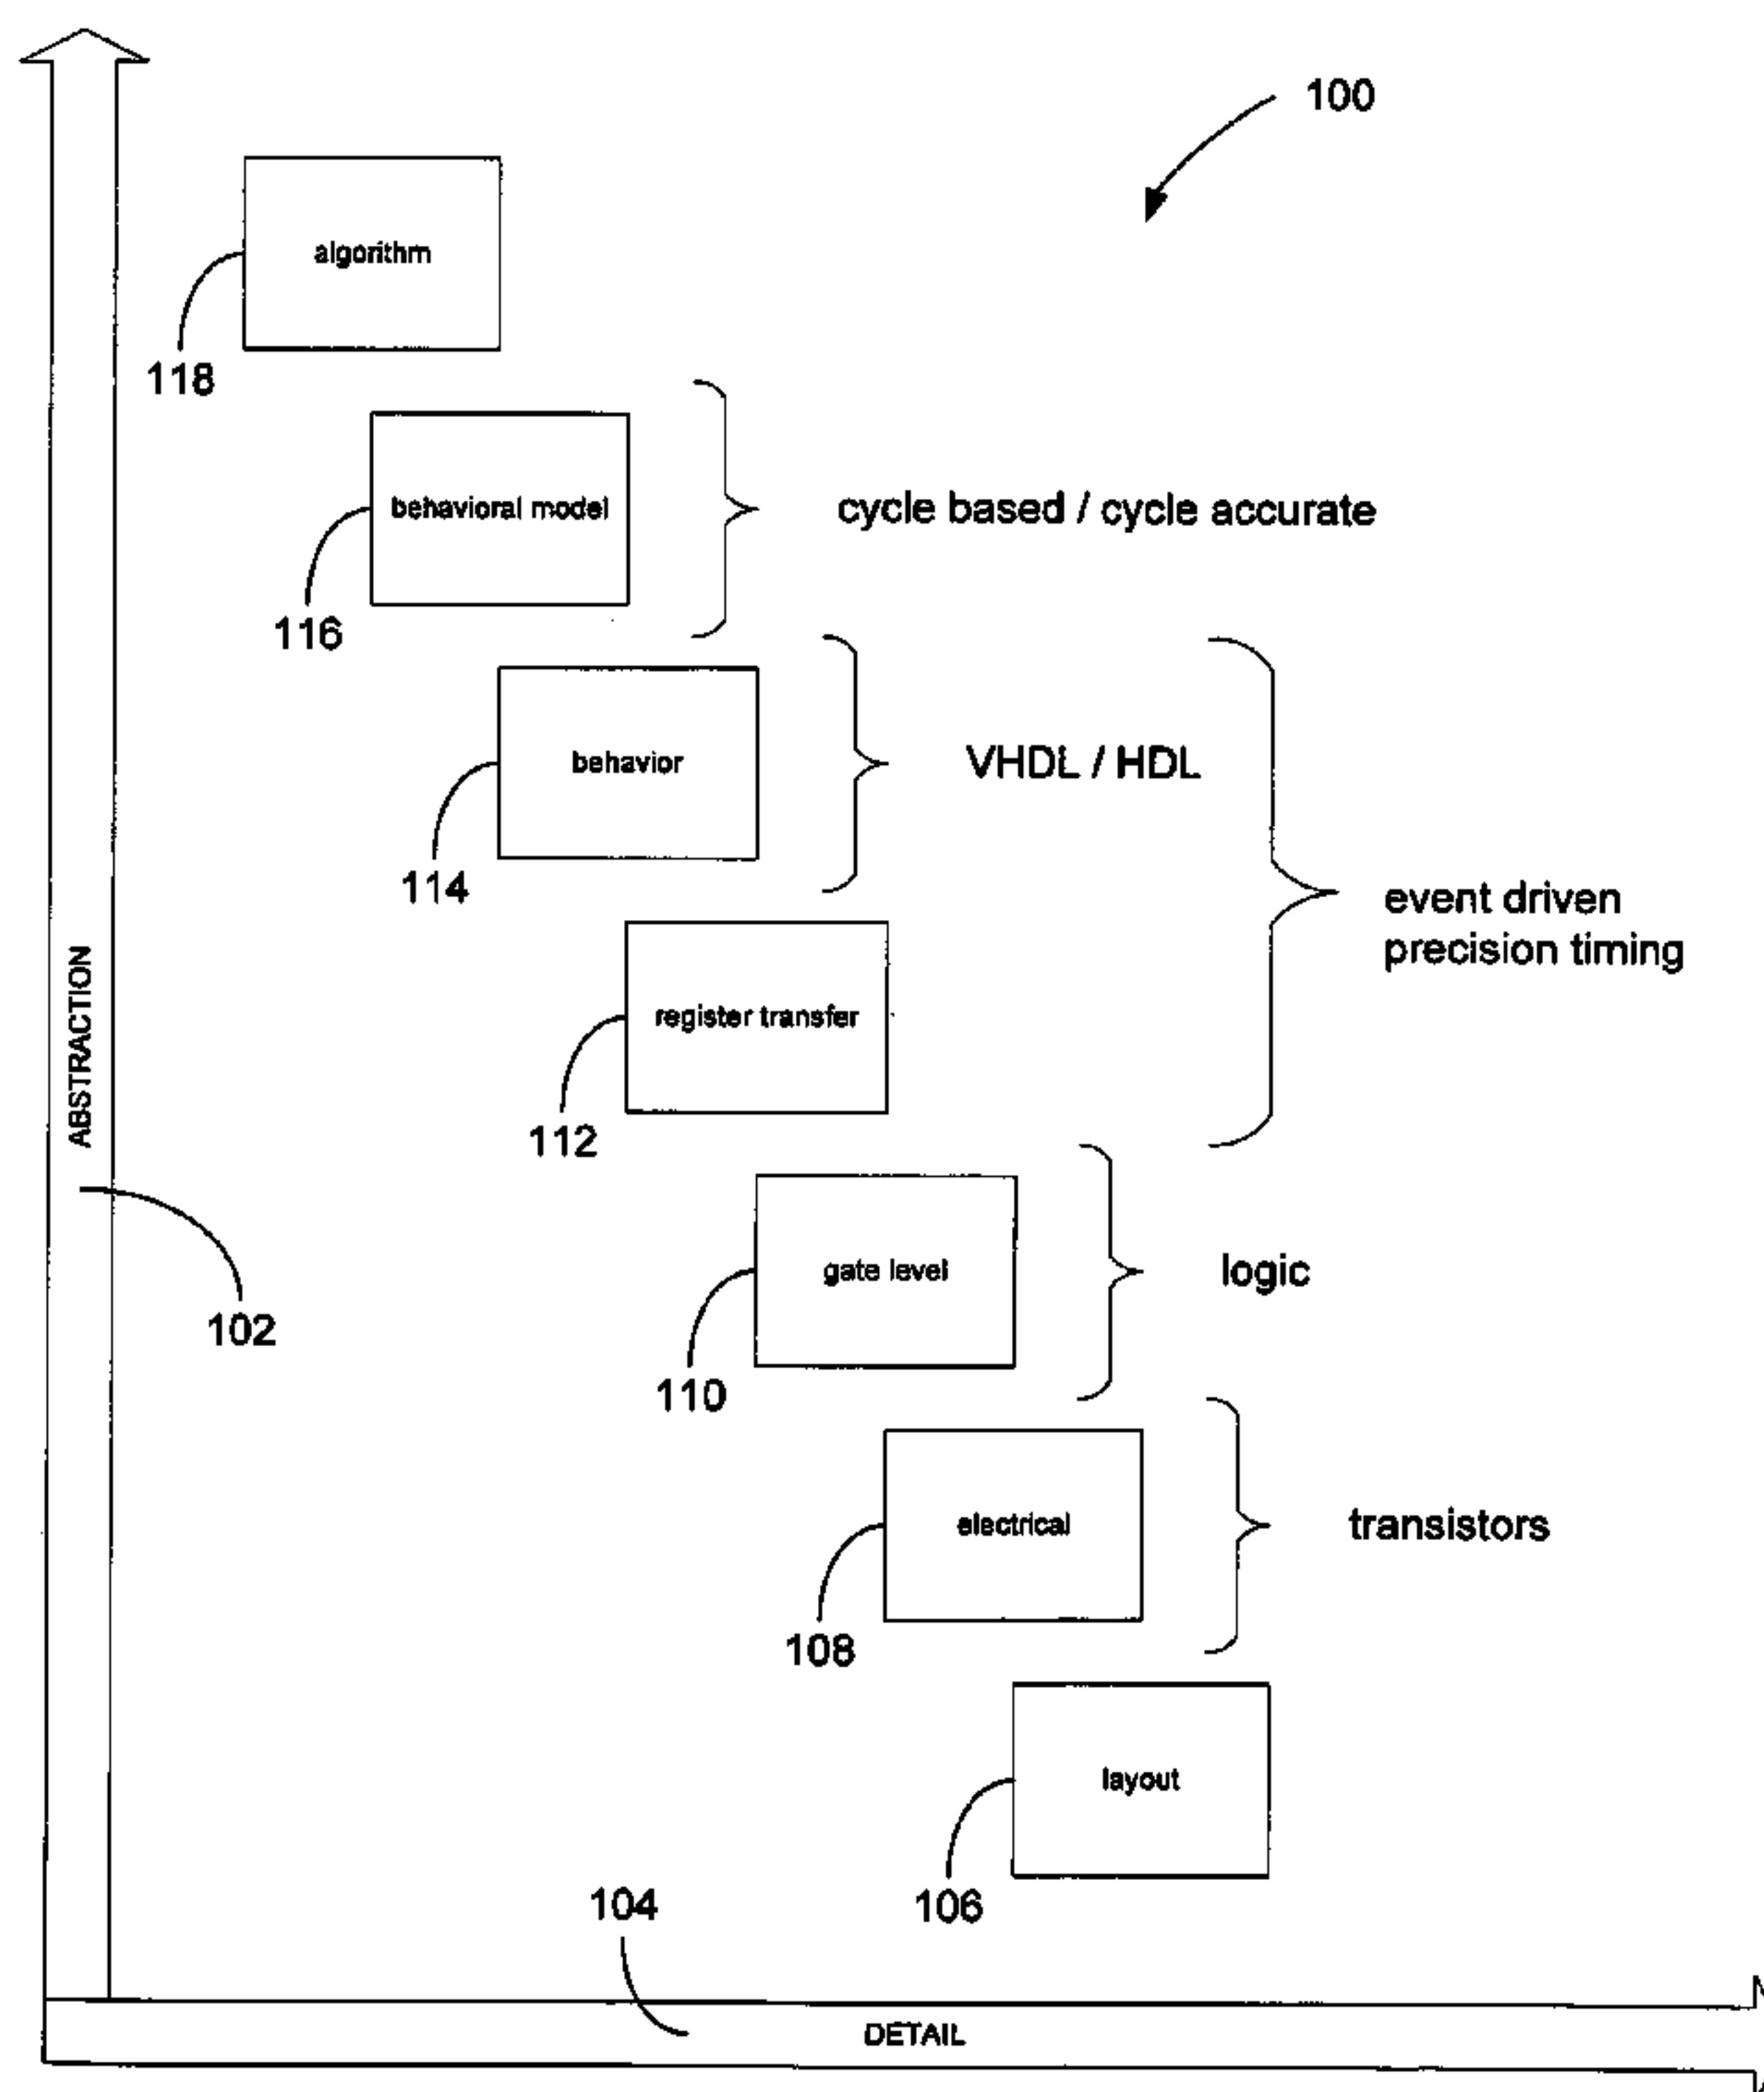 100
algorithm
118
behavioral model
cycle based / cycle accurate
116
behavior
VHDL / HDL
114
event driven
precision timing
ABSTRACTION
register transfer
112
gate level
logic
102
110
electrical
transistors
108
layout
104
106
DETAIL